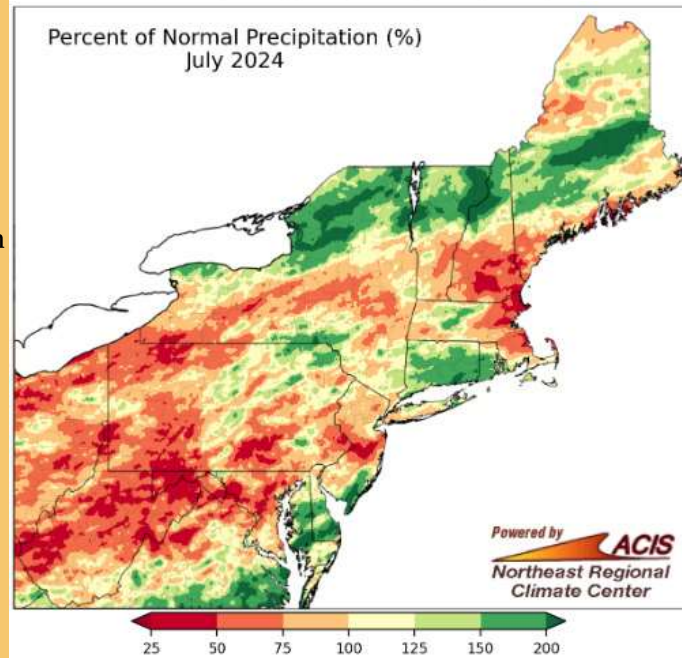 Percent of Normal Precipitation (%)
July 2024
Powered by
ACIS
Northeast Regional
Climate Center
25 50 75 100 125 150 200